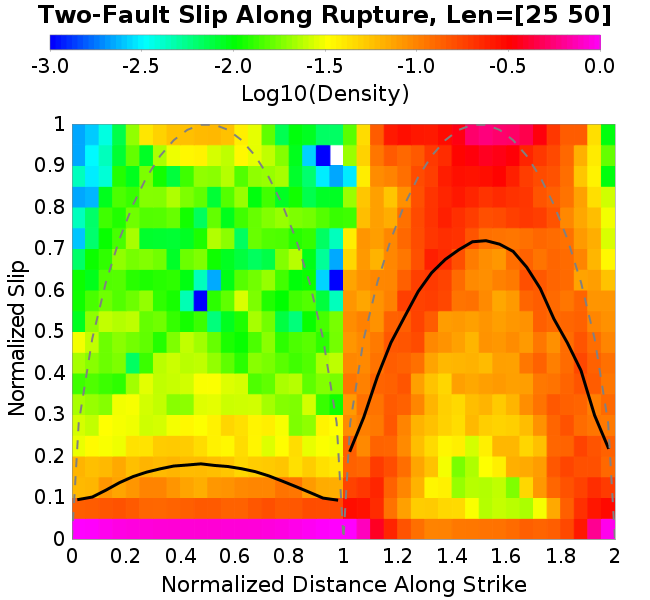 Two-Fault Slip Along Rupture, Len=[25 50]
-3.0 -2.5 -2.0 -1.5 -1.0 -0.5 0.0
Log10(Density)
1
0.9
0.8
0.7
0.6
0.5
0.4
0.3
0.2
0.1
0
Normalized Slip
0 0.2 0.4 0.6 0.8 1 1.2 1.4 1.6 1.8 2
Normalized Distance Along Strike